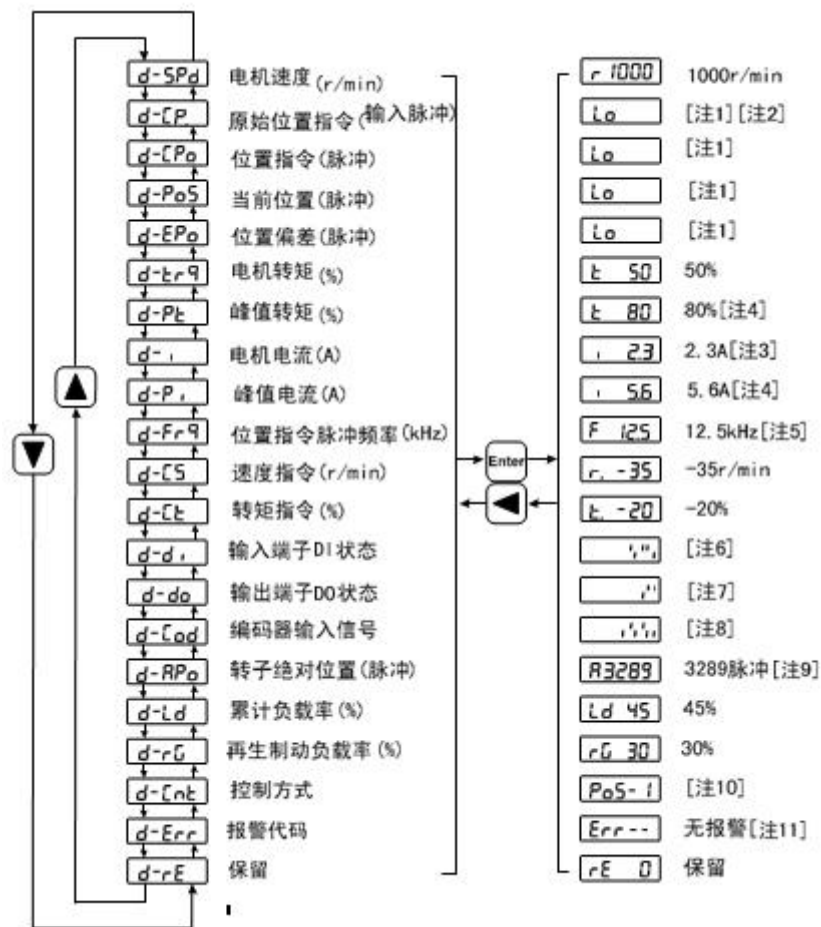 d-SPd 电机速度(r/min) r 1000 1000r/min
d-CP. 原始位置指令(输入脉冲) Lo [注1][注2]
d-CPo 位置指令(脉冲) Lo [注1]
d-PoS 当前位置(脉冲) Lo [注1]
d-EPo 位置偏差(脉冲) Lo [注1]
d-trq 电机转矩(%) t 50 50%
d-Pt 峰值转矩(%) t 80 80%[注4]
d-i 电机电流(A) i 2.3 2.3A[注3]
d-Pi 峰值电流(A) i 5.6 5.6A[注4]
d-Frq 位置指令脉冲频率(kHz) F 12.5 12.5kHz[注5]
Enter
d-CS 速度指令(r/min) r. -35 -35r/min
d-Ct 转矩指令(%) t. -20 -20%
d-di 输入端子DI状态 [注6]
d-do 输出端子DO状态 [注7]
d-Cod 编码器输入信号 [注8]
d-APo 转子绝对位置(脉冲) A3289 3289脉冲[注9]
d-Ld 累计负载率(%) Ld 45 45%
d-rG 再生制动负载率(%) rG 30 30%
d-Cnt 控制方式 PoS- 1 [注10]
d-Err 报警代码 Err-- 无报警[注11]
d-rE 保留 rE 0 保留